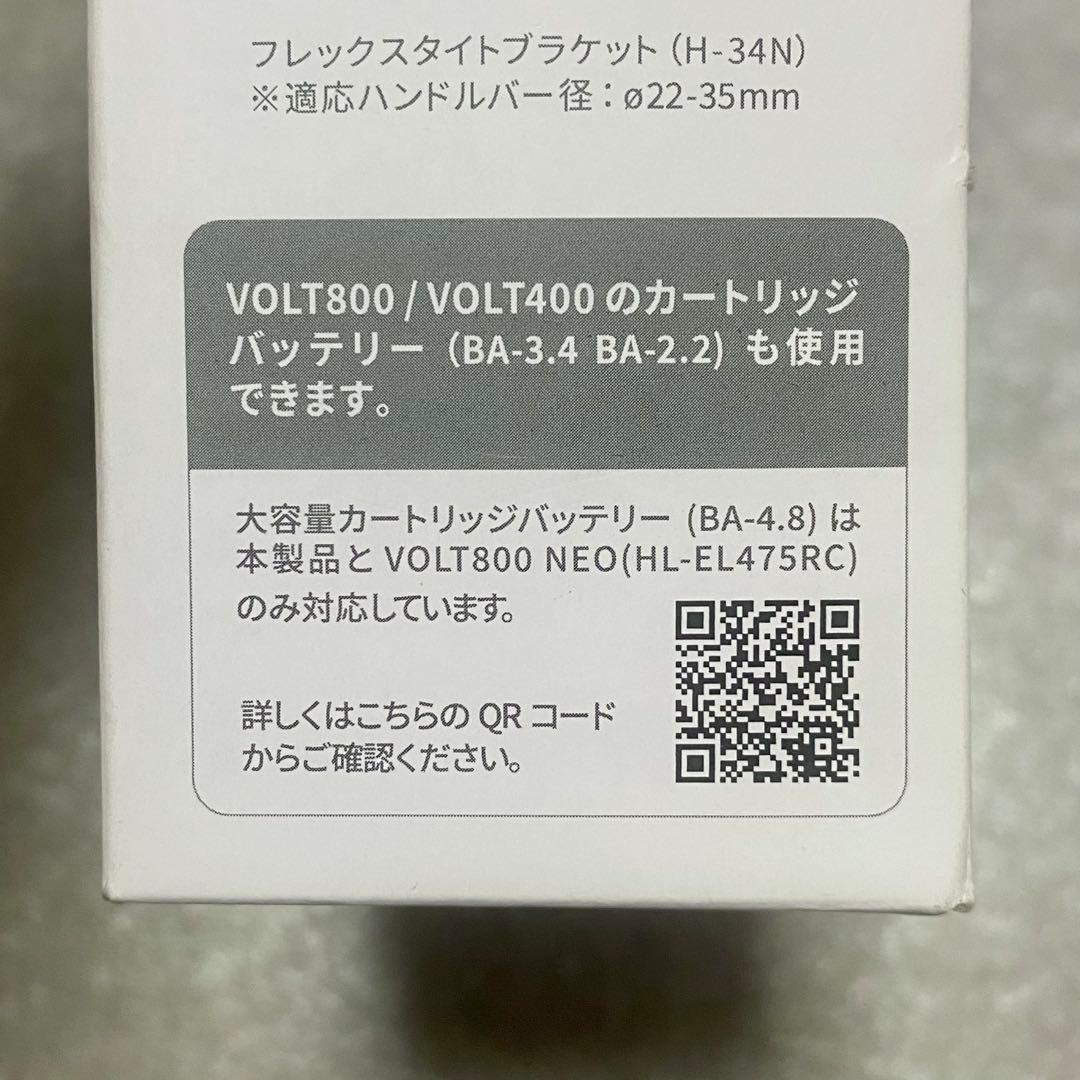 フレックスタイトブラケット（H-34N）
※適応ハンドルバー径：ø22-35mm
VOLT800 / VOLT400 のカートリッジ
バッテリー（BA-3.4 BA-2.2）も使用
できます。
大容量カートリッジバッテリー (BA-4.8) は
本製品と VOLT800 NEO(HL-EL475RC)
のみ対応しています。
詳しくはこちらの QR コード
からご確認ください。